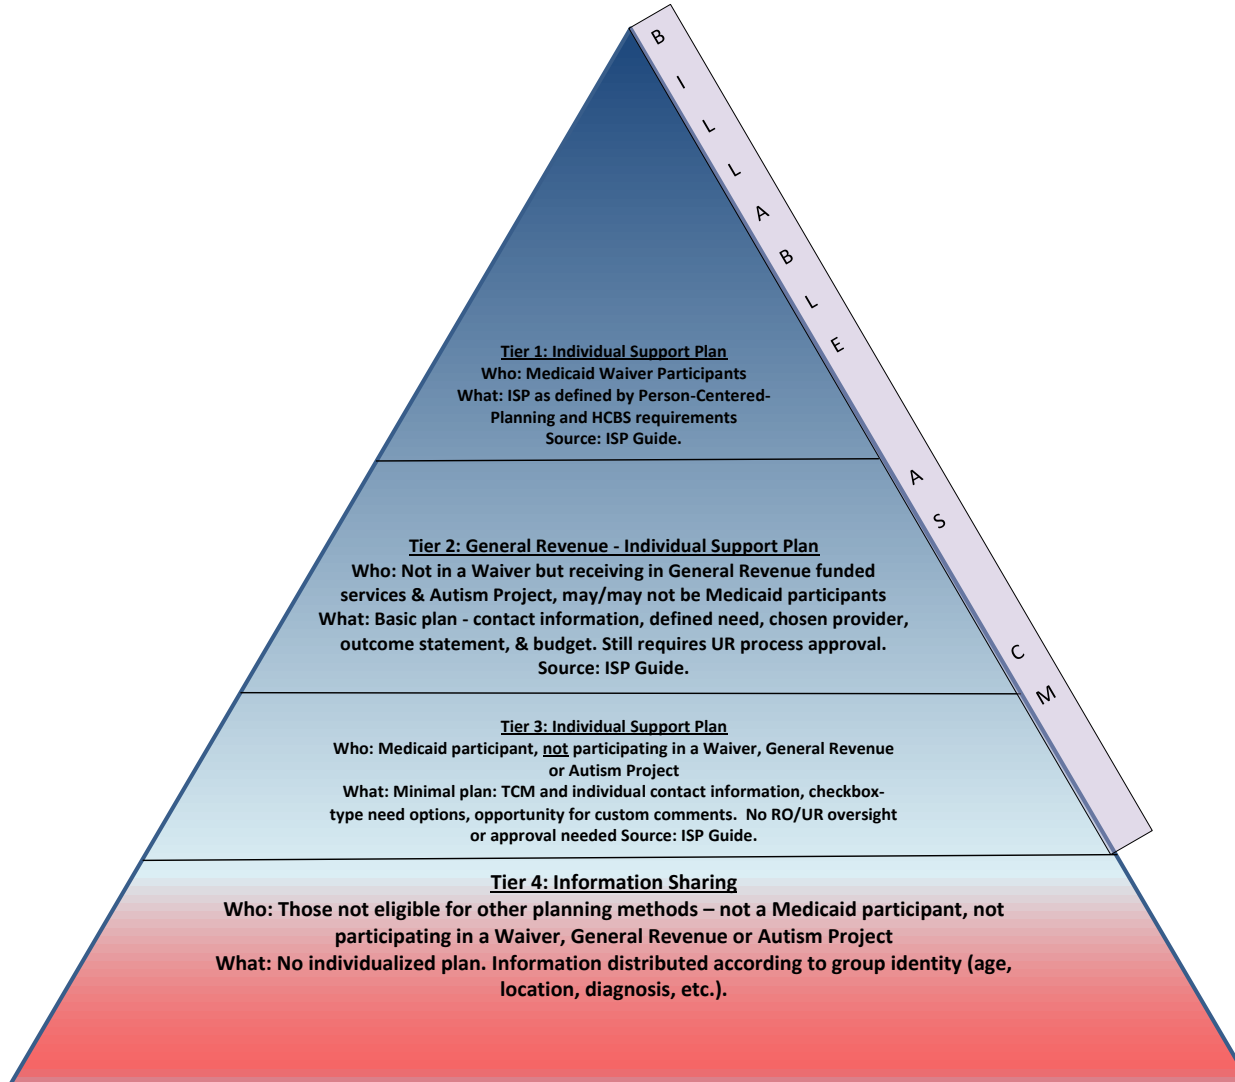 BILLABLE AS CM
Tier 1: Individual Support Plan
Who: Medicaid Waiver Participants
What: ISP as defined by Person-Centered-
Planning and HCBS requirements
Source: ISP Guide.
Tier 2: General Revenue - Individual Support Plan
Who: Not in a Waiver but receiving in General Revenue funded
services & Autism Project, may/may not be Medicaid participants
What: Basic plan - contact information, defined need, chosen provider,
outcome statement, & budget. Still requires UR process approval.
Source: ISP Guide.
Tier 3: Individual Support Plan
Who: Medicaid participant, not participating in a Waiver, General Revenue
or Autism Project
What: Minimal plan: TCM and individual contact information, checkbox-
type need options, opportunity for custom comments.  No RO/UR oversight
or approval needed Source: ISP Guide.
Tier 4: Information Sharing
Who: Those not eligible for other planning methods – not a Medicaid participant, not
participating in a Waiver, General Revenue or Autism Project
What: No individualized plan. Information distributed according to group identity (age,
location, diagnosis, etc.).